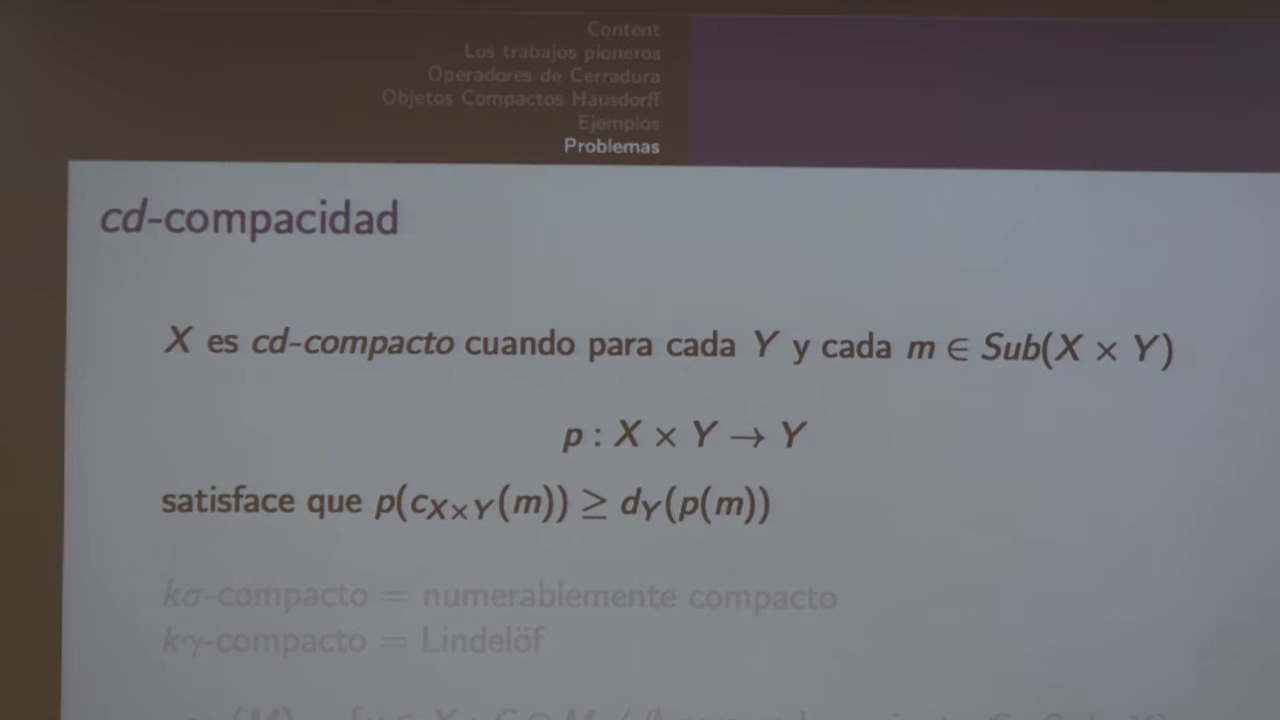 Content
Los trabajos pioneros
Operadores de Cerradura
Objetos Compactos Hausdorff
Ejemplos
Problemas
cd-compacidad
X es cd-compacto cuando para cada Y y cada m ∈ Sub(X × Y)
p : X × Y → Y
satisface que p(c_{X×Y}(m)) ≥ d_Y(p(m))
kσ-compacto = numerablemente compacto
kγ-compacto = Lindelöf